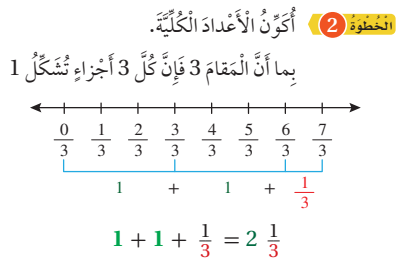 الْخُطْوَةُ 2 أُكَوِّنُ الْأَعْدادَ الْكُلِّيَّةَ.
بِما أَنَّ الْمَقامَ 3 فَإِنَّ كُلَّ 3 أَجْزاءٍ تُشَكِّلُ 1
0/3 1/3 2/3 3/3 4/3 5/3 6/3 7/3
1 + 1 + 1/3
1 + 1 + 1/3 = 2 1/3